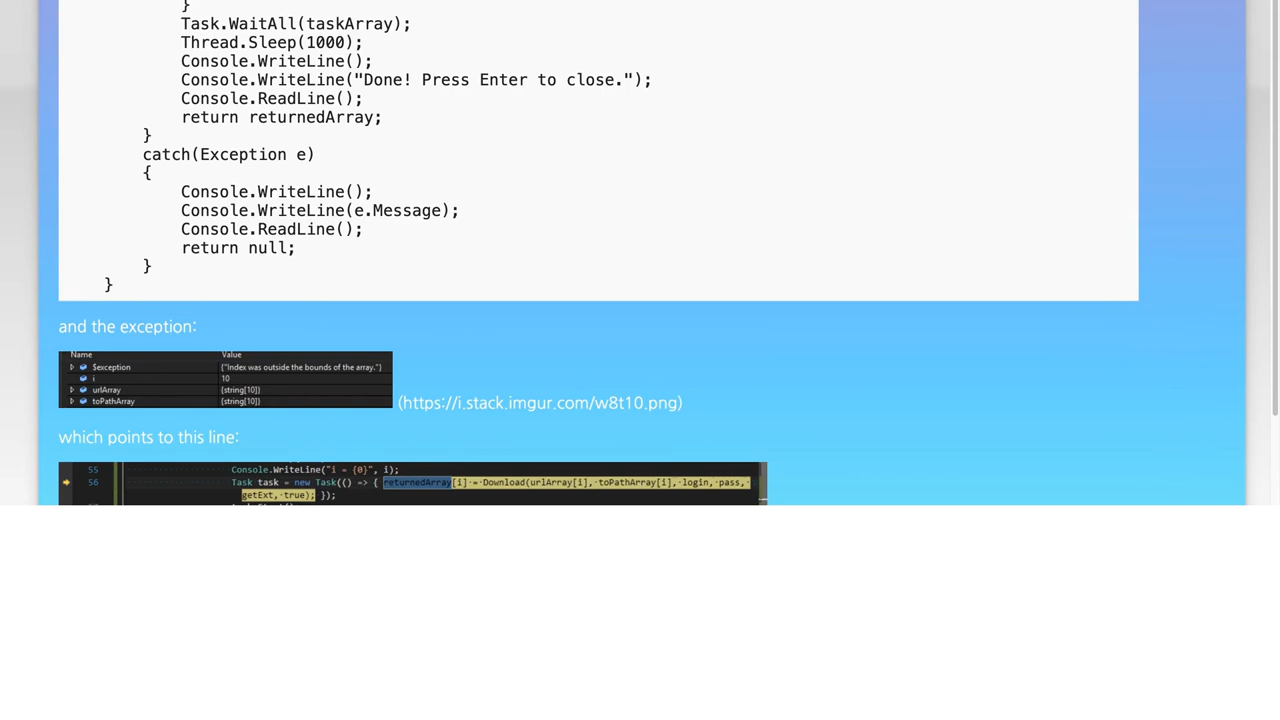 }
Task.WaitAll(taskArray);
Thread.Sleep(1000);
Console.WriteLine();
Console.WriteLine("Done! Press Enter to close.");
Console.ReadLine();
return returnedArray;
}
catch(Exception e)
{
Console.WriteLine();
Console.WriteLine(e.Message);
Console.ReadLine();
return null;
}
}
and the exception:
Name Value
$exception {"Index was outside the bounds of the array."}
i 10
urlArray {string[10]}
toPathArray {string[10]}
(https://i.stack.imgur.com/w8t10.png)
which points to this line:
55 Console.WriteLine("i = {0}", i);
56 Task task = new Task(() => { returnedArray[i] = Download(urlArray[i], toPathArray[i], login, pass,
getExt, true); });